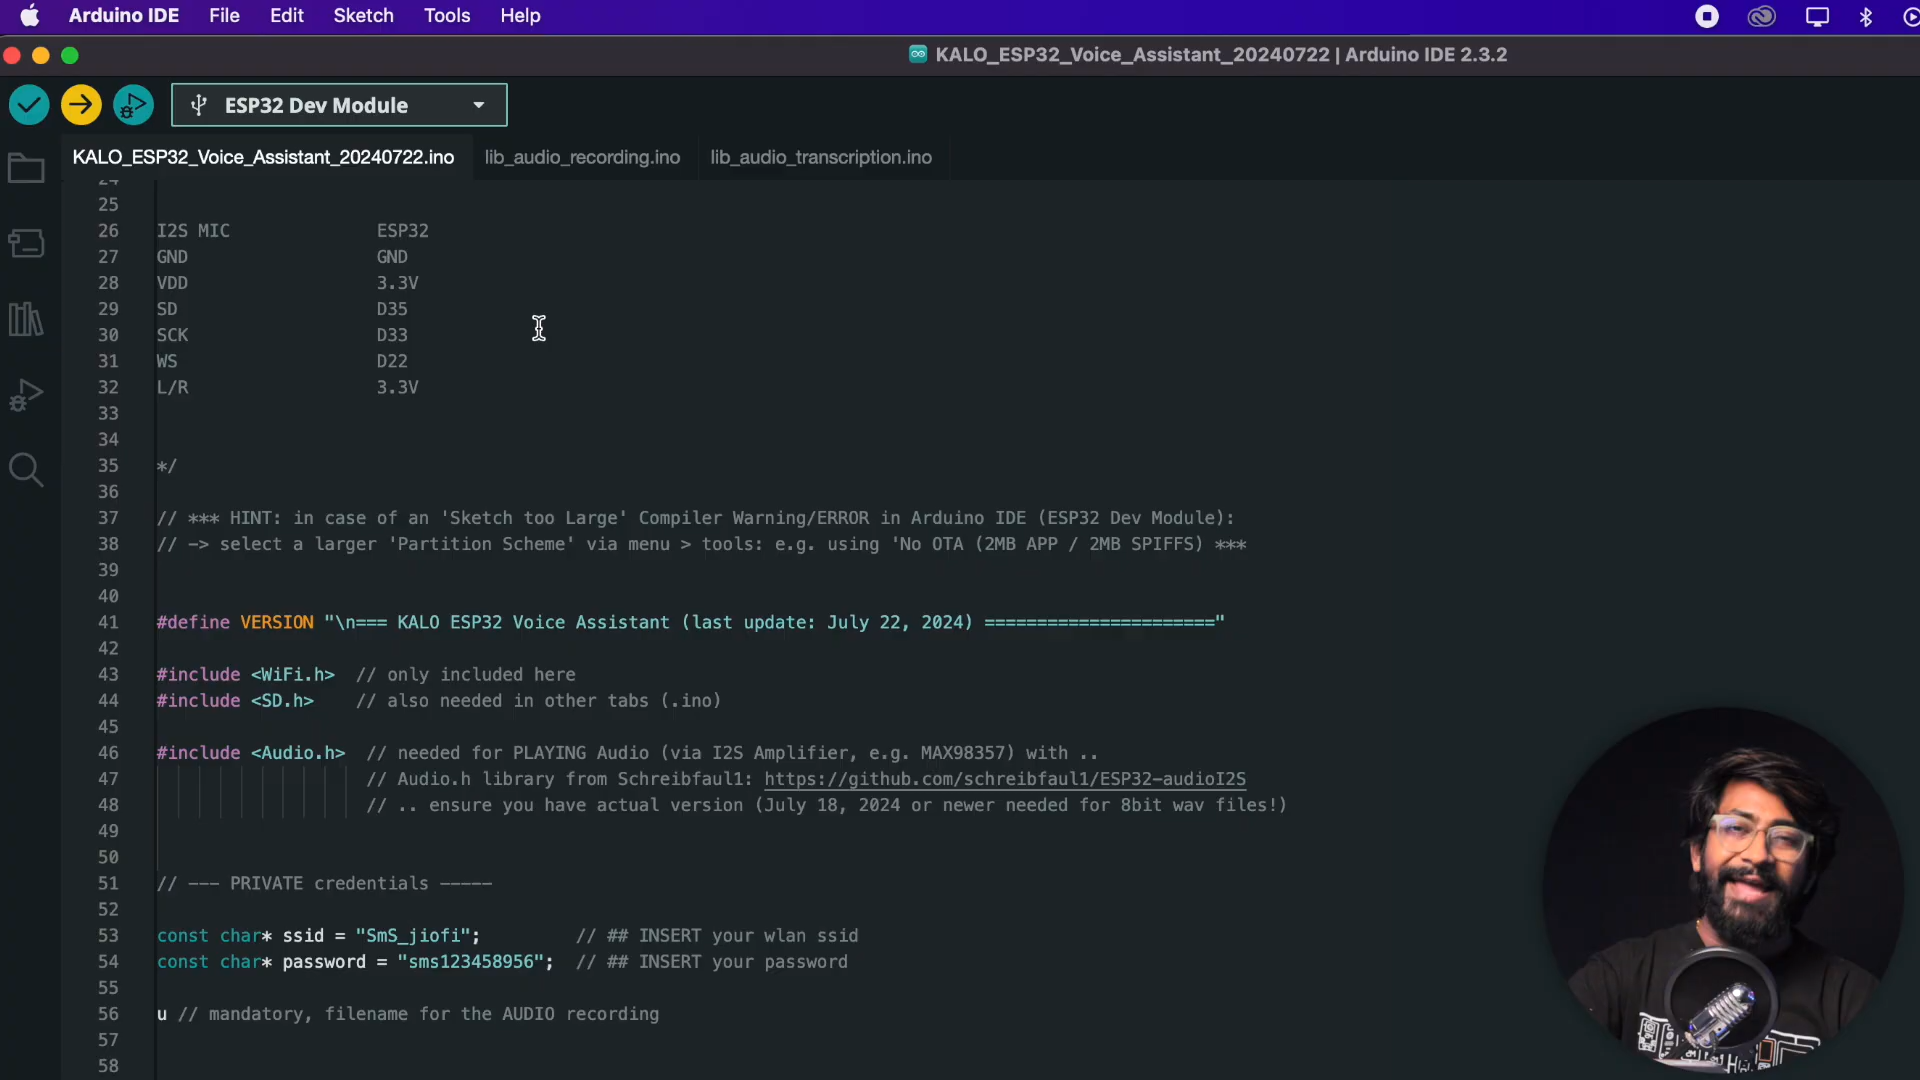 Arduino IDE File Edit Sketch Tools Help
KALO_ESP32_Voice_Assistant_20240722 | Arduino IDE 2.3.2
ESP32 Dev Module
KALO_ESP32_Voice_Assistant_20240722.ino lib_audio_recording.ino lib_audio_transcription.ino
24
25
26 I2S MIC ESP32
27 GND GND
28 VDD 3.3V
29 SD D35
30 SCK D33
31 WS D22
32 L/R 3.3V
33
34
35 */
36
37 // *** HINT: in case of an 'Sketch too Large' Compiler Warning/ERROR in Arduino IDE (ESP32 Dev Module):
38 // -> select a larger 'Partition Scheme' via menu > tools: e.g. using 'No OTA (2MB APP / 2MB SPIFFS) ***
39
40
41 #define VERSION "\n=== KALO ESP32 Voice Assistant (last update: July 22, 2024) ======================"
42
43 #include <WiFi.h> // only included here
44 #include <SD.h> // also needed in other tabs (.ino)
45
46 #include <Audio.h> // needed for PLAYING Audio (via I2S Amplifier, e.g. MAX98357) with ..
47 // Audio.h library from Schreibfaul1: https://github.com/schreibfaul1/ESP32-audioI2S
48 // .. ensure you have actual version (July 18, 2024 or newer needed for 8bit wav files!)
49
50
51 // --- PRIVATE credentials -----
52
53 const char* ssid = "SmS_jiofi"; // ## INSERT your wlan ssid
54 const char* password = "sms123458956"; // ## INSERT your password
55
56 u // mandatory, filename for the AUDIO recording
57
58